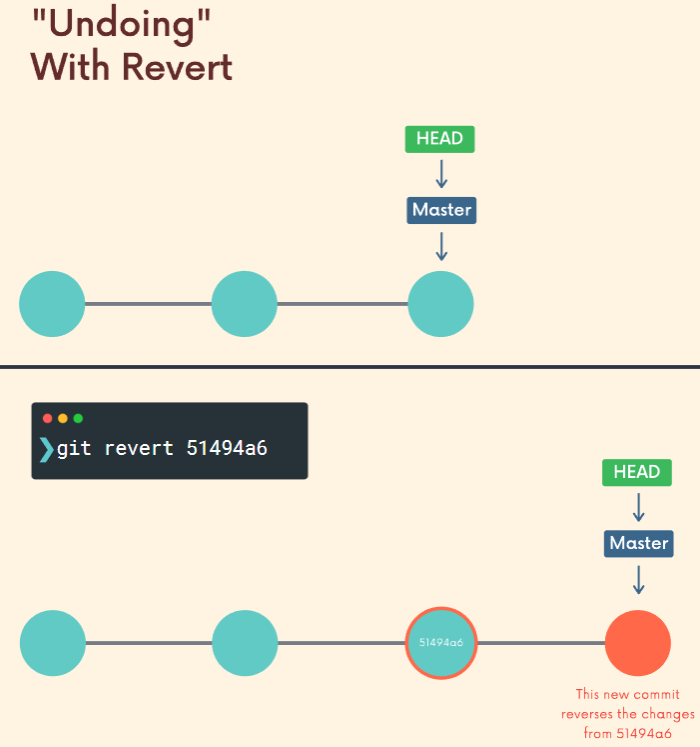 "Undoing"
With Revert
HEAD
Master
❯git revert 51494a6
HEAD
Master
51494a6
This new commit
reverses the changes
from 51494a6